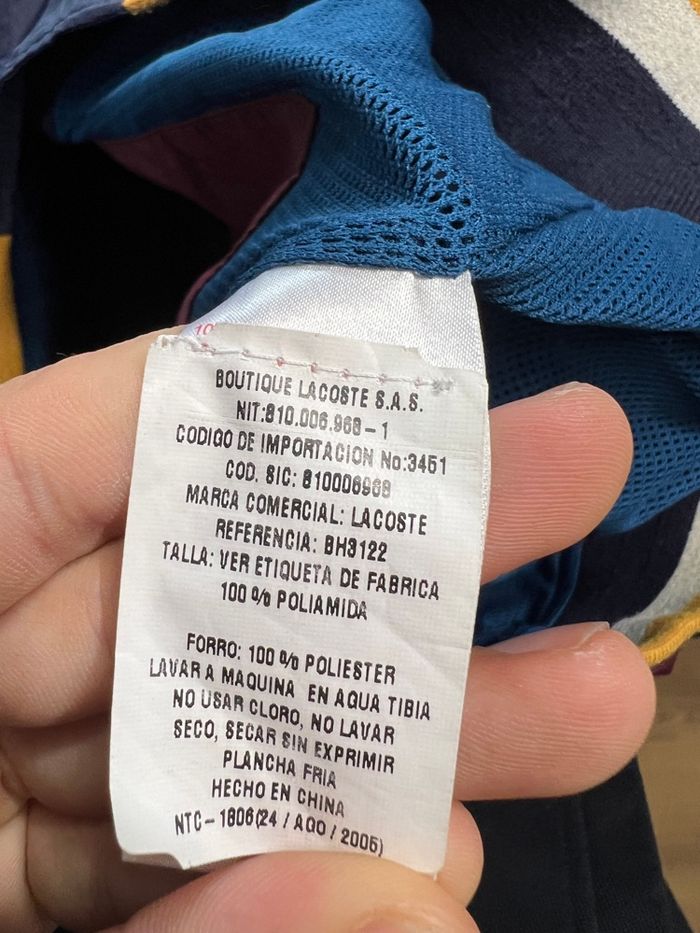 10
BOUTIQUE LACOSTE S.A.S.
NIT:810.006.968-1
CODIGO DE IMPORTACION No:3451
COD. SIC: 810006968
MARCA COMERCIAL: LACOSTE
REFERENCIA: BH3122
TALLA: VER ETIQUETA DE FABRICA
100 % POLIAMIDA
FORRO: 100 % POLIESTER
LAVAR A MAQUINA EN AGUA TIBIA
NO USAR CLORO, NO LAVAR
SECO, SECAR SIN EXPRIMIR
PLANCHA FRIA
HECHO EN CHINA
NTC-1806(24 / AGO / 2005)